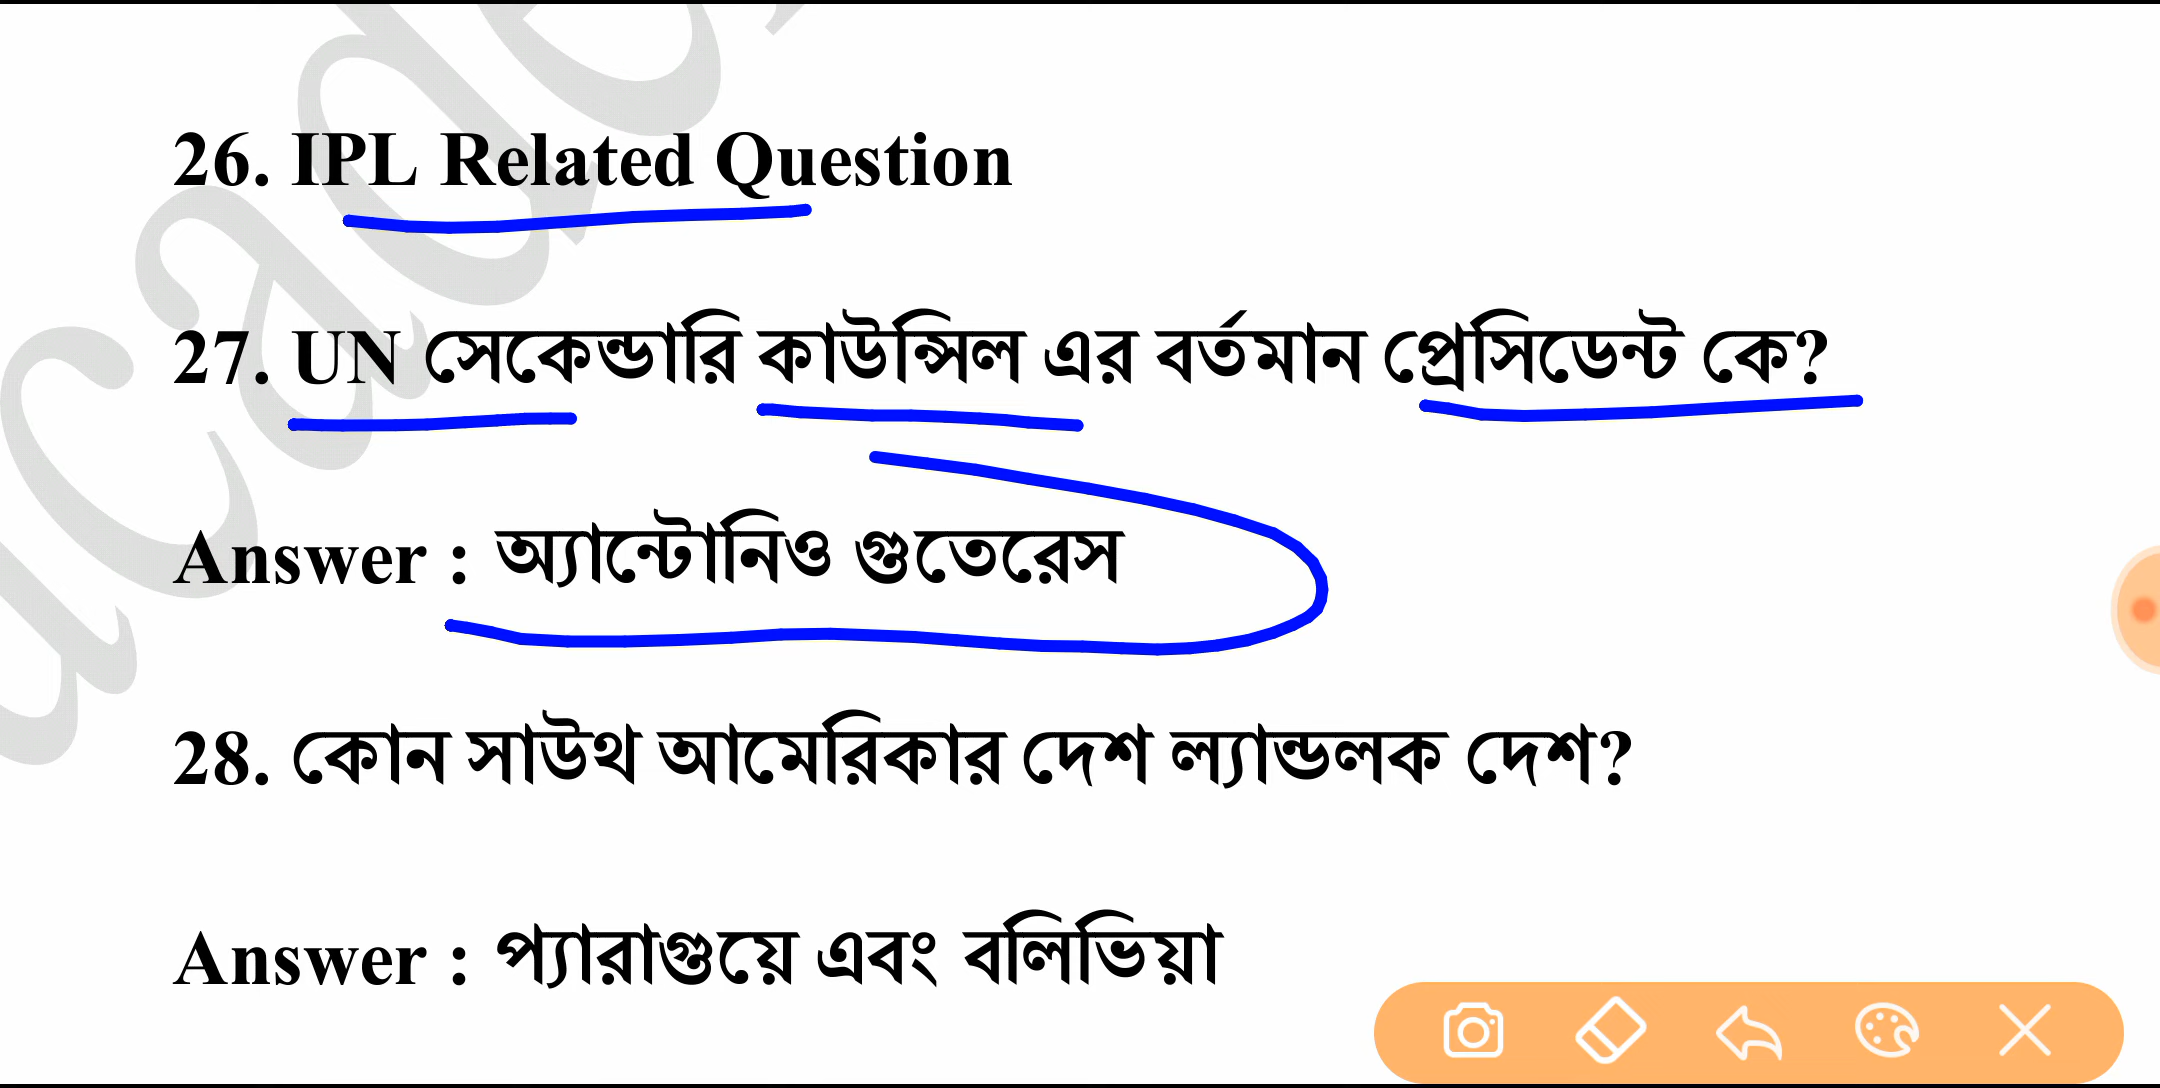 26. IPL Related Question
27. UN সেকেন্ডারি কাউন্সিল এর বর্তমান প্রেসিডেন্ট কে?
Answer : অ্যান্টোনিও গুতেরেস
28. কোন সাউথ আমেরিকার দেশ ল্যান্ডলক দেশ?
Answer : প্যারাগুয়ে এবং বলিভিয়া